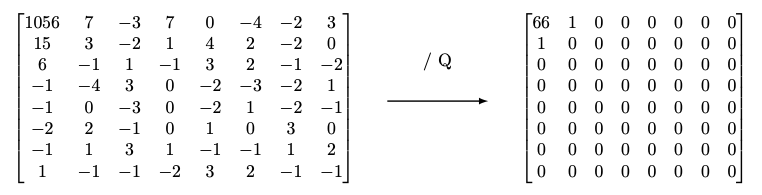 1056 7 −3 7 0 −4 −2 3
15 3 −2 1 4 2 −2 0
6 −1 1 −1 3 2 −1 −2
−1 −4 3 0 −2 −3 −2 1
−1 0 −3 0 −2 1 −2 −1
−2 2 −1 0 1 0 3 0
−1 1 3 1 −1 −1 1 2
1 −1 −1 −2 3 2 −1 −1
/ Q
66 1 0 0 0 0 0 0
1 0 0 0 0 0 0 0
0 0 0 0 0 0 0 0
0 0 0 0 0 0 0 0
0 0 0 0 0 0 0 0
0 0 0 0 0 0 0 0
0 0 0 0 0 0 0 0
0 0 0 0 0 0 0 0